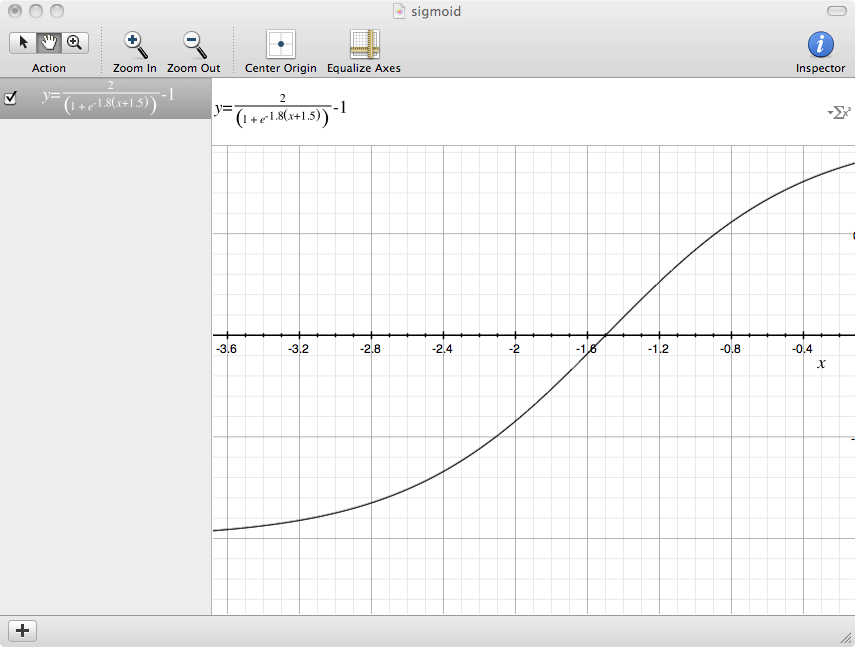 sigmoid
Action
Zoom In
Zoom Out
Center Origin
Equalize Axes
Inspector
y=2/(1+e^-1.8(x+1.5))-1
y=2/(1+e^-1.8(x+1.5))-1
Σx²
-3.6 -3.2 -2.8 -2.4 -2 -1.6 -1.2 -0.8 -0.4
x